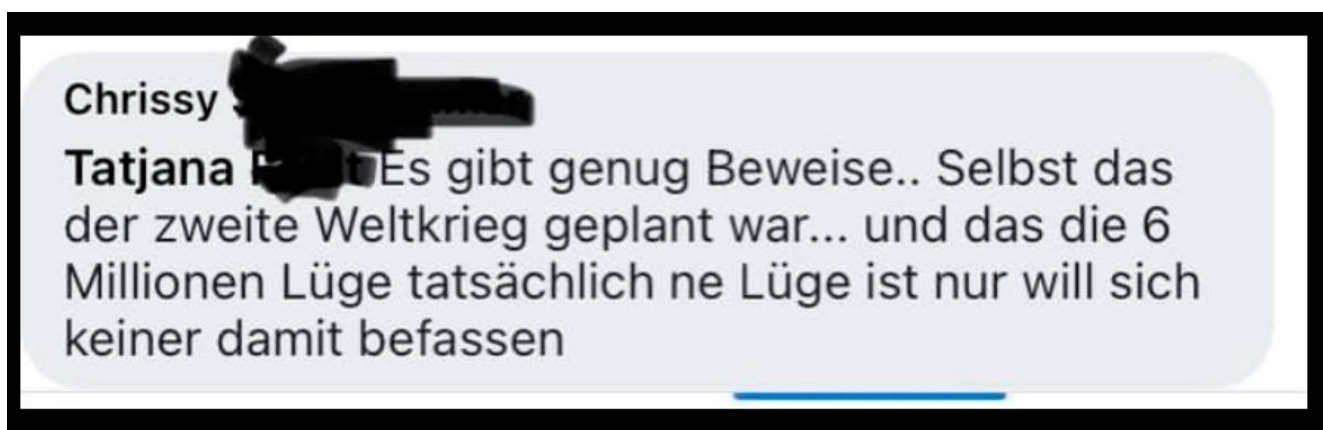 Chrissy
Tatjana Es gibt genug Beweise.. Selbst das
der zweite Weltkrieg geplant war... und das die 6
Millionen Lüge tatsächlich ne Lüge ist nur will sich
keiner damit befassen